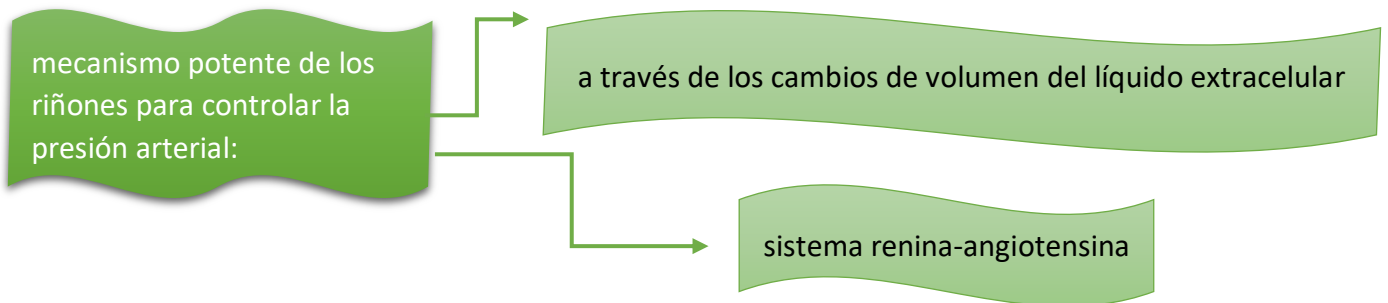 mecanismo potente de los
riñones para controlar la
presión arterial:
a través de los cambios de volumen del líquido extracelular
sistema renina-angiotensina